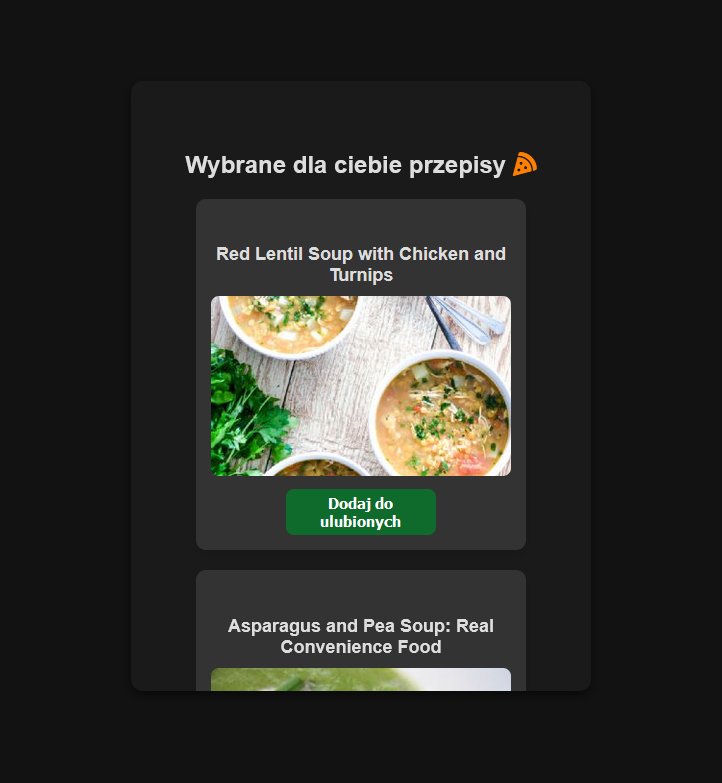 Wybrane dla ciebie przepisy
Red Lentil Soup with Chicken and
Turnips
Dodaj do
ulubionych
Asparagus and Pea Soup: Real
Convenience Food